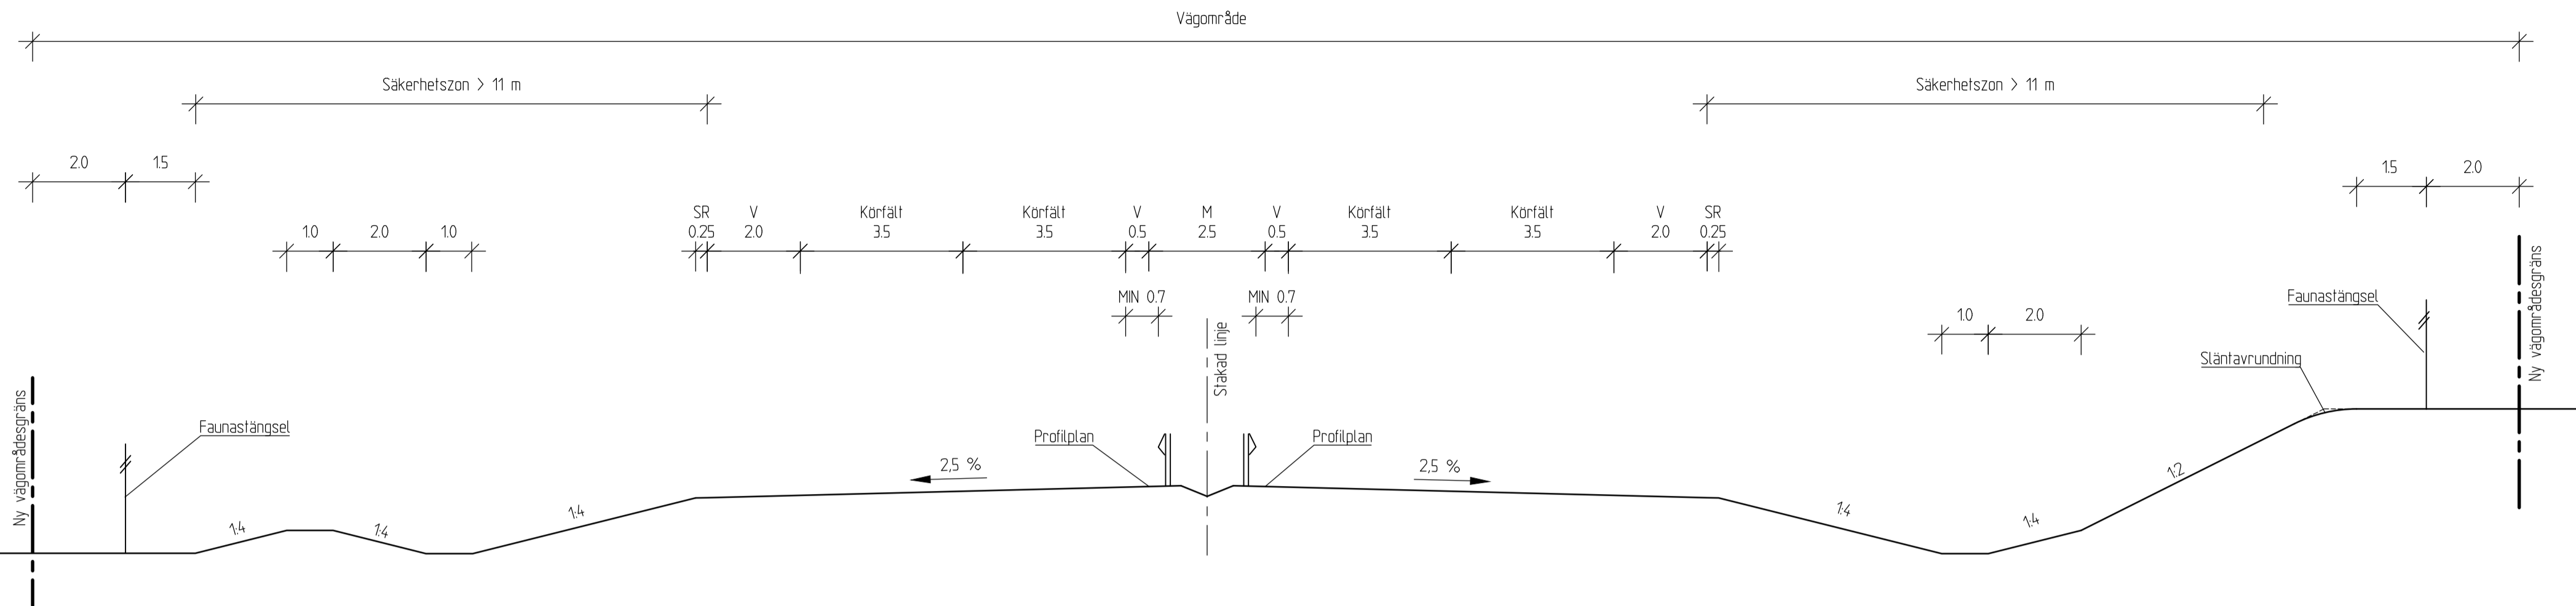 Vägområde
Säkerhetszon > 11 m
Säkerhetszon > 11 m
2.0 1.5
1.5 2.0
SR V Körfält Körfält V M V Körfält Körfält V SR
0.25 2.0 3.5 3.5 0.5 2.5 0.5 3.5 3.5 2.0 0.25
1.0 2.0 1.0
MIN 0.7 MIN 0.7
1.0 2.0
Stakad linje
Ny vägområdesgräns
Faunastängsel
Släntavrundning
Ny vägområdesgräns
Faunastängsel
Profilplan
Profilplan
2,5 %
2,5 %
1:2
1:4
1:4
1:4
1:4
1:4